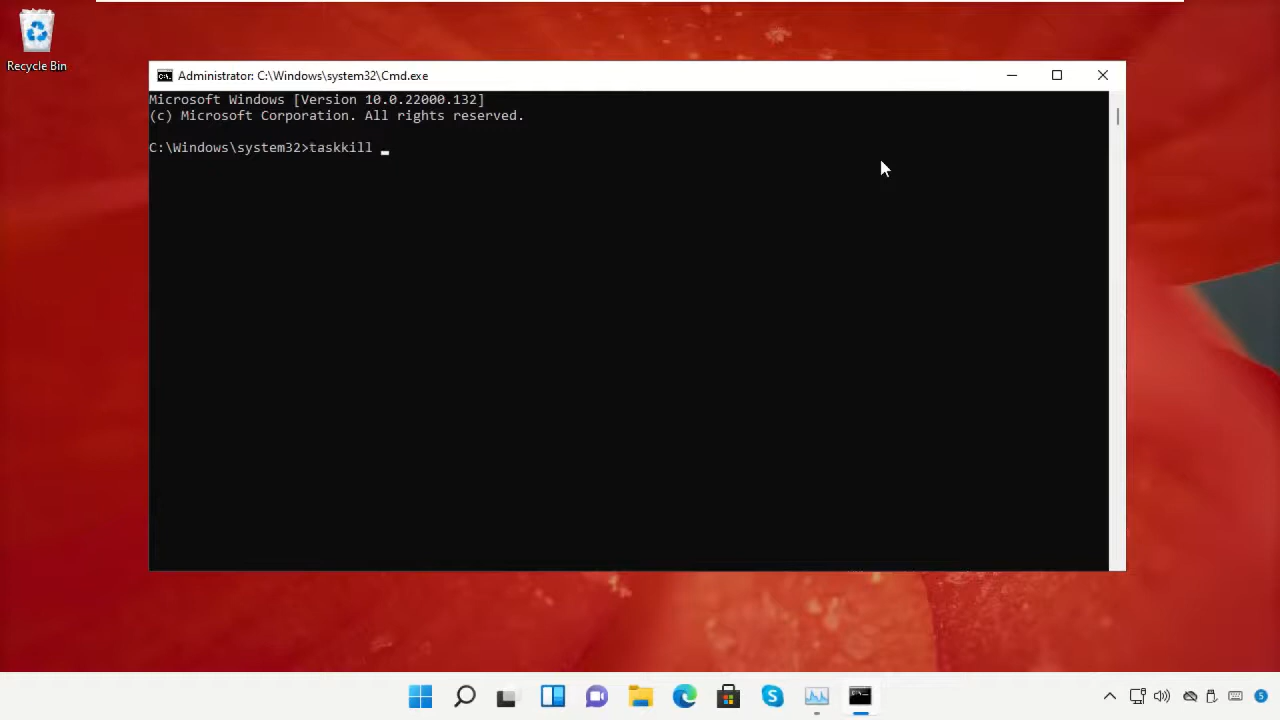 Recycle Bin
Administrator: C:\Windows\system32\Cmd.exe
Microsoft Windows [Version 10.0.22000.132]
(c) Microsoft Corporation. All rights reserved.
C:\Windows\system32>taskkill _
5